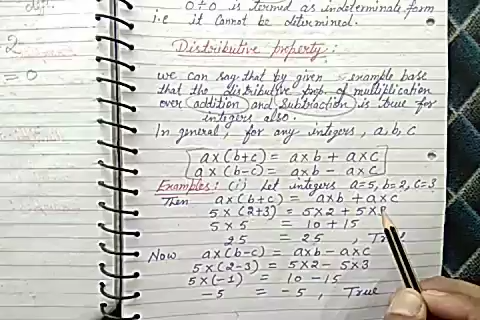 diff.
0÷0 is termed as indeterminate form
i.e it cannot be determined.
2
= 0
Distributive property:
we can say that by given example base
that the distributive prop. of multiplication
over addition and subtraction is true for
integers also.
In general, for any integers, a, b, c
a×(b+c) = a×b + a×c
a×(b-c) = a×b - a×c
Examples: (i) Let integers a=5, b=2, c=3
Then a×(b+c) = a×b + a×c
5×(2+3) = 5×2 + 5×3
5×5 = 10 + 15
25 = 25, True
Now a×(b-c) = a×b - a×c
5×(2-3) = 5×2 - 5×3
5×(-1) = 10 - 15
-5 = -5, True